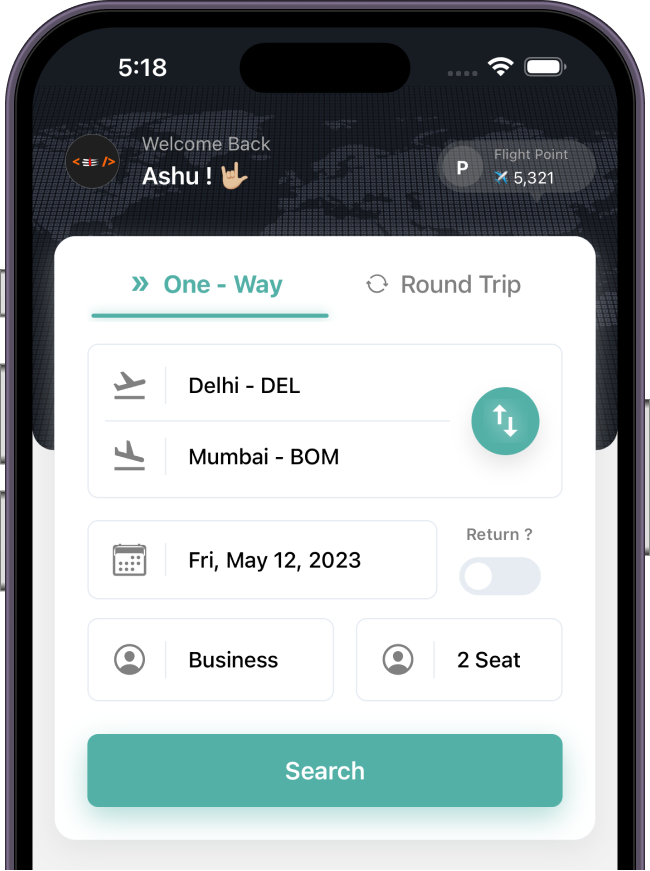 5:18
Welcome Back
Ashu ! 🤟🏼
P
Flight Point
✈️ 5,321
» One - Way
Round Trip
Delhi - DEL
Mumbai - BOM
Fri, May 12, 2023
Return ?
Business
2 Seat
Search